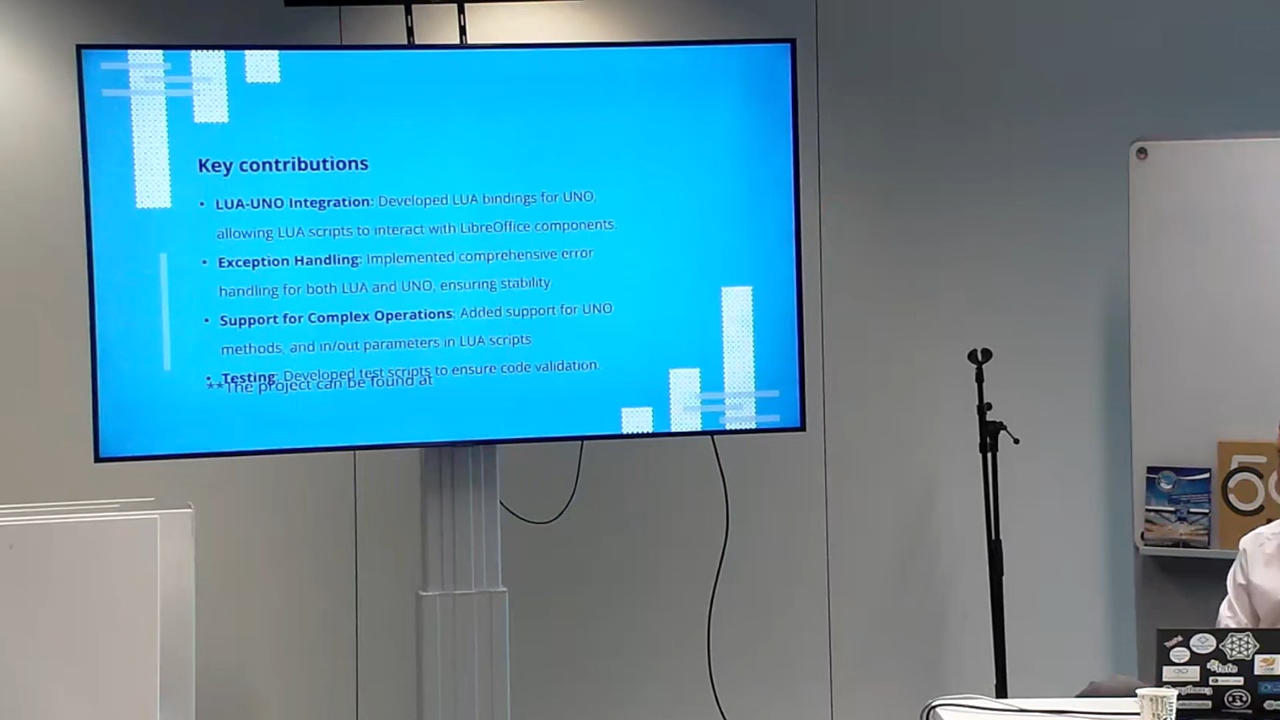 Key contributions
• LUA-UNO Integration: Developed LUA bindings for UNO,
allowing LUA scripts to interact with LibreOffice components.
• Exception Handling: Implemented comprehensive error
handling for both LUA and UNO, ensuring stability
• Support for Complex Operations: Added support for UNO
methods, and in/out parameters in LUA scripts
• Testing: Developed test scripts to ensure code validation.
**The project can be found at